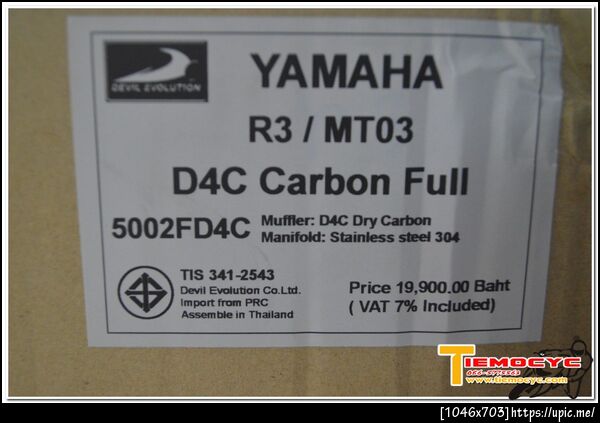 DEVIL EVOLUTION
YAMAHA
R3 / MT03
D4C Carbon Full
5002FD4C
Muffler: D4C Dry Carbon
Manifold: Stainless steel 304
TIS 341-2543
Devil Evolution Co.Ltd.
Import from PRC
Assemble in Thailand
Price 19,900.00 Baht
( VAT 7% Included)
TIEMOCYC
www.tiemocyc.com
[1046x703]https://upic.me/